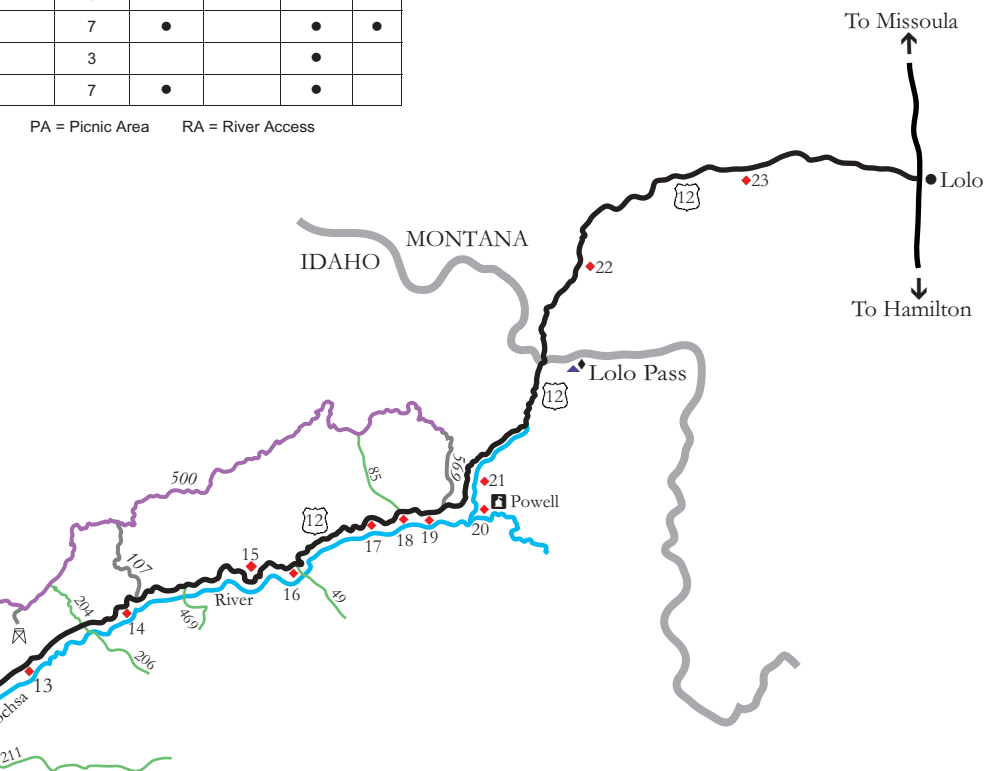 7 ● ● ●
3 ●
7 ● ●
PA = Picnic Area RA = River Access
To Missoula
Lolo
23
12
MONTANA
IDAHO
22
To Hamilton
Lolo Pass
12
500
85
569
21
Powell
12
17
18
19
20
107
15
16
49
River
204
469
14
206
13
ochsa
211